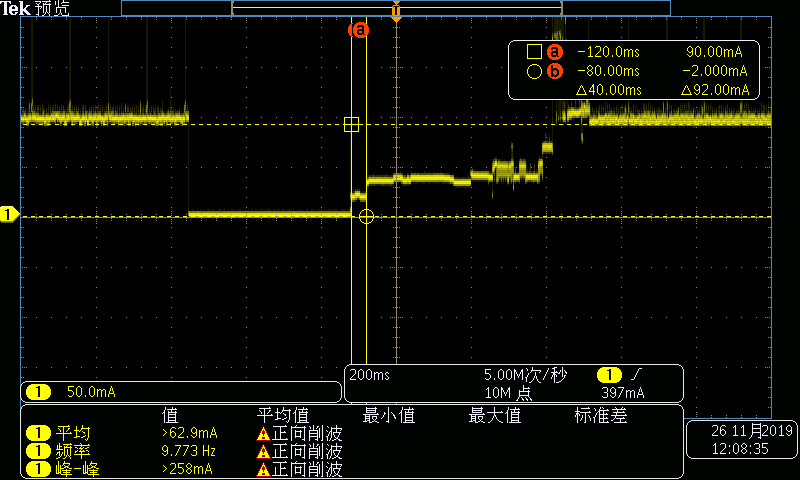 Tek 预览
T
a
a −120.0ms 90.00mA
b −80.00ms −2.000mA
△40.00ms △92.00mA
1
1 50.0mA
200ms 5.00M次/秒 1
10M 点 397mA
值 平均值 最小值 最大值 标准差
1 平均 >62.9mA 正向削波
1 频率 9.773 Hz 正向削波
1 峰−峰 >258mA 正向削波
26 11月2019
12:08:35